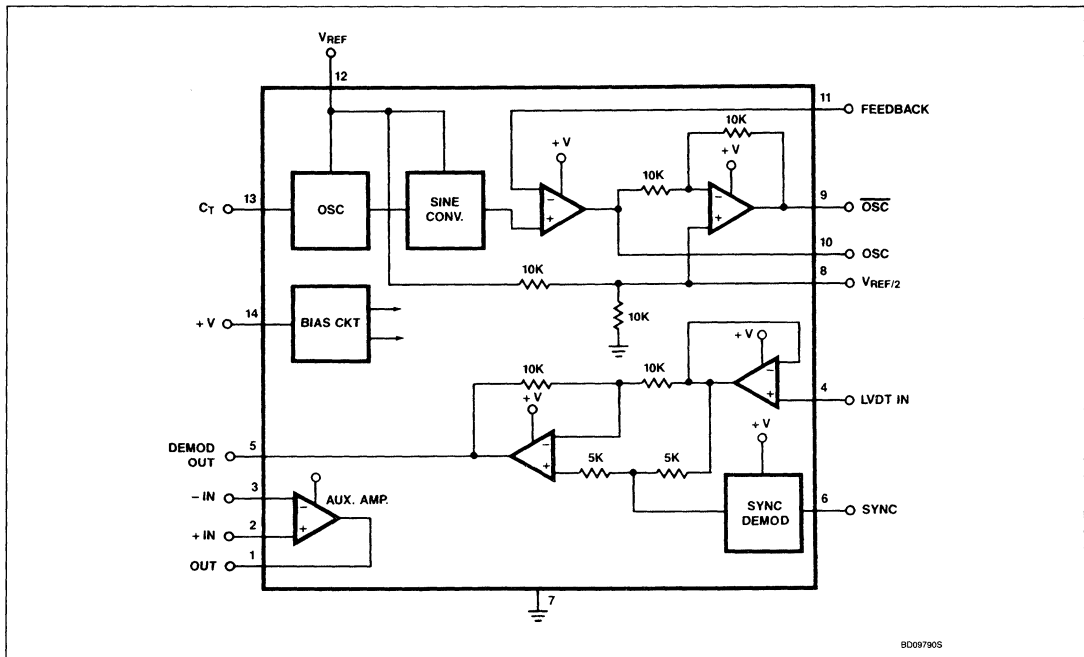 VREF
12
11 FEEDBACK
10K
+ V
+ V
10K
CT 13
OSC
SINE CONV.
9 OSC
10 OSC
10K
8 VREF/2
+ V 14
BIAS CKT
10K
+ V
10K
10K
4 LVDT IN
+ V
+ V
DEMOD OUT 5
5K
5K
SYNC DEMOD
6 SYNC
− IN 3
AUX. AMP.
+ IN 2
OUT 1
7
BD09790S